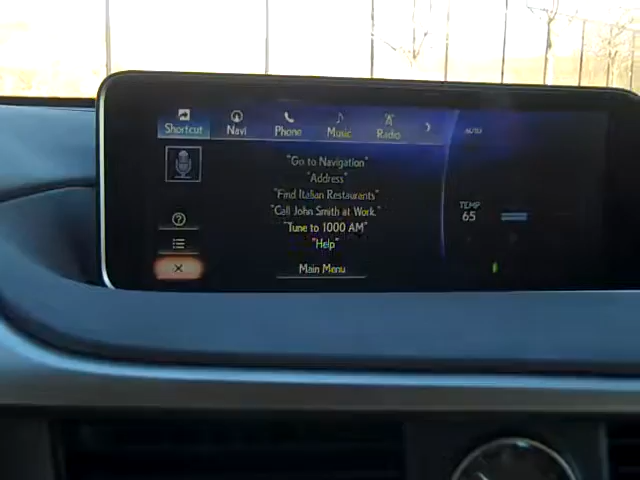 Shortcut Navi Phone Music Radio
AUTO
"Go to Navigation"
"Address"
"Find Italian Restaurants"
"Call John Smith at Work."
"Tune to 1000 AM"
"Help"
Main Menu
TEMP
65